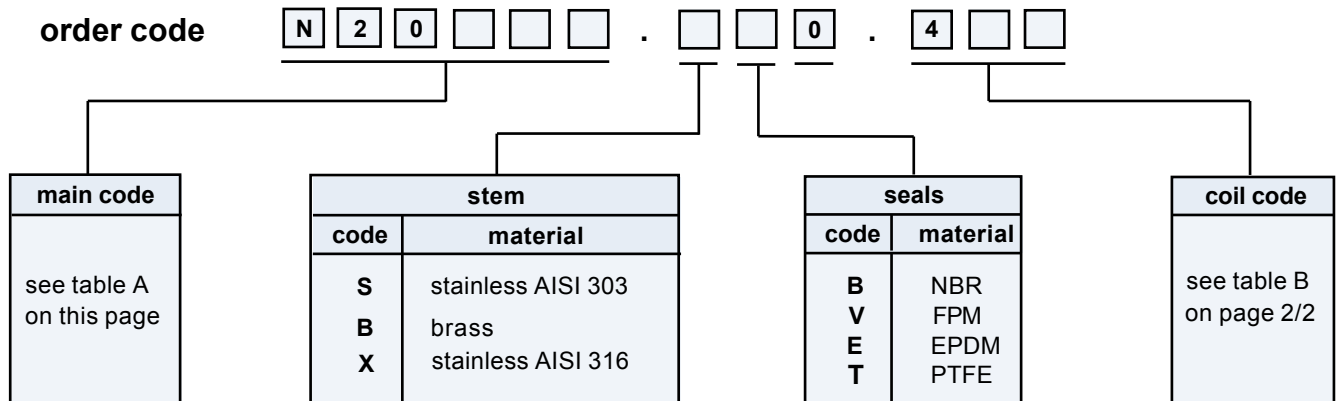 order code N 2 0 . 0 . 4
main code
see table A
on this page
stem
code material
S stainless AISI 303
B brass
X stainless AISI 316
seals
code material
B NBR
V FPM
E EPDM
T PTFE
coil code
see table B
on page 2/2